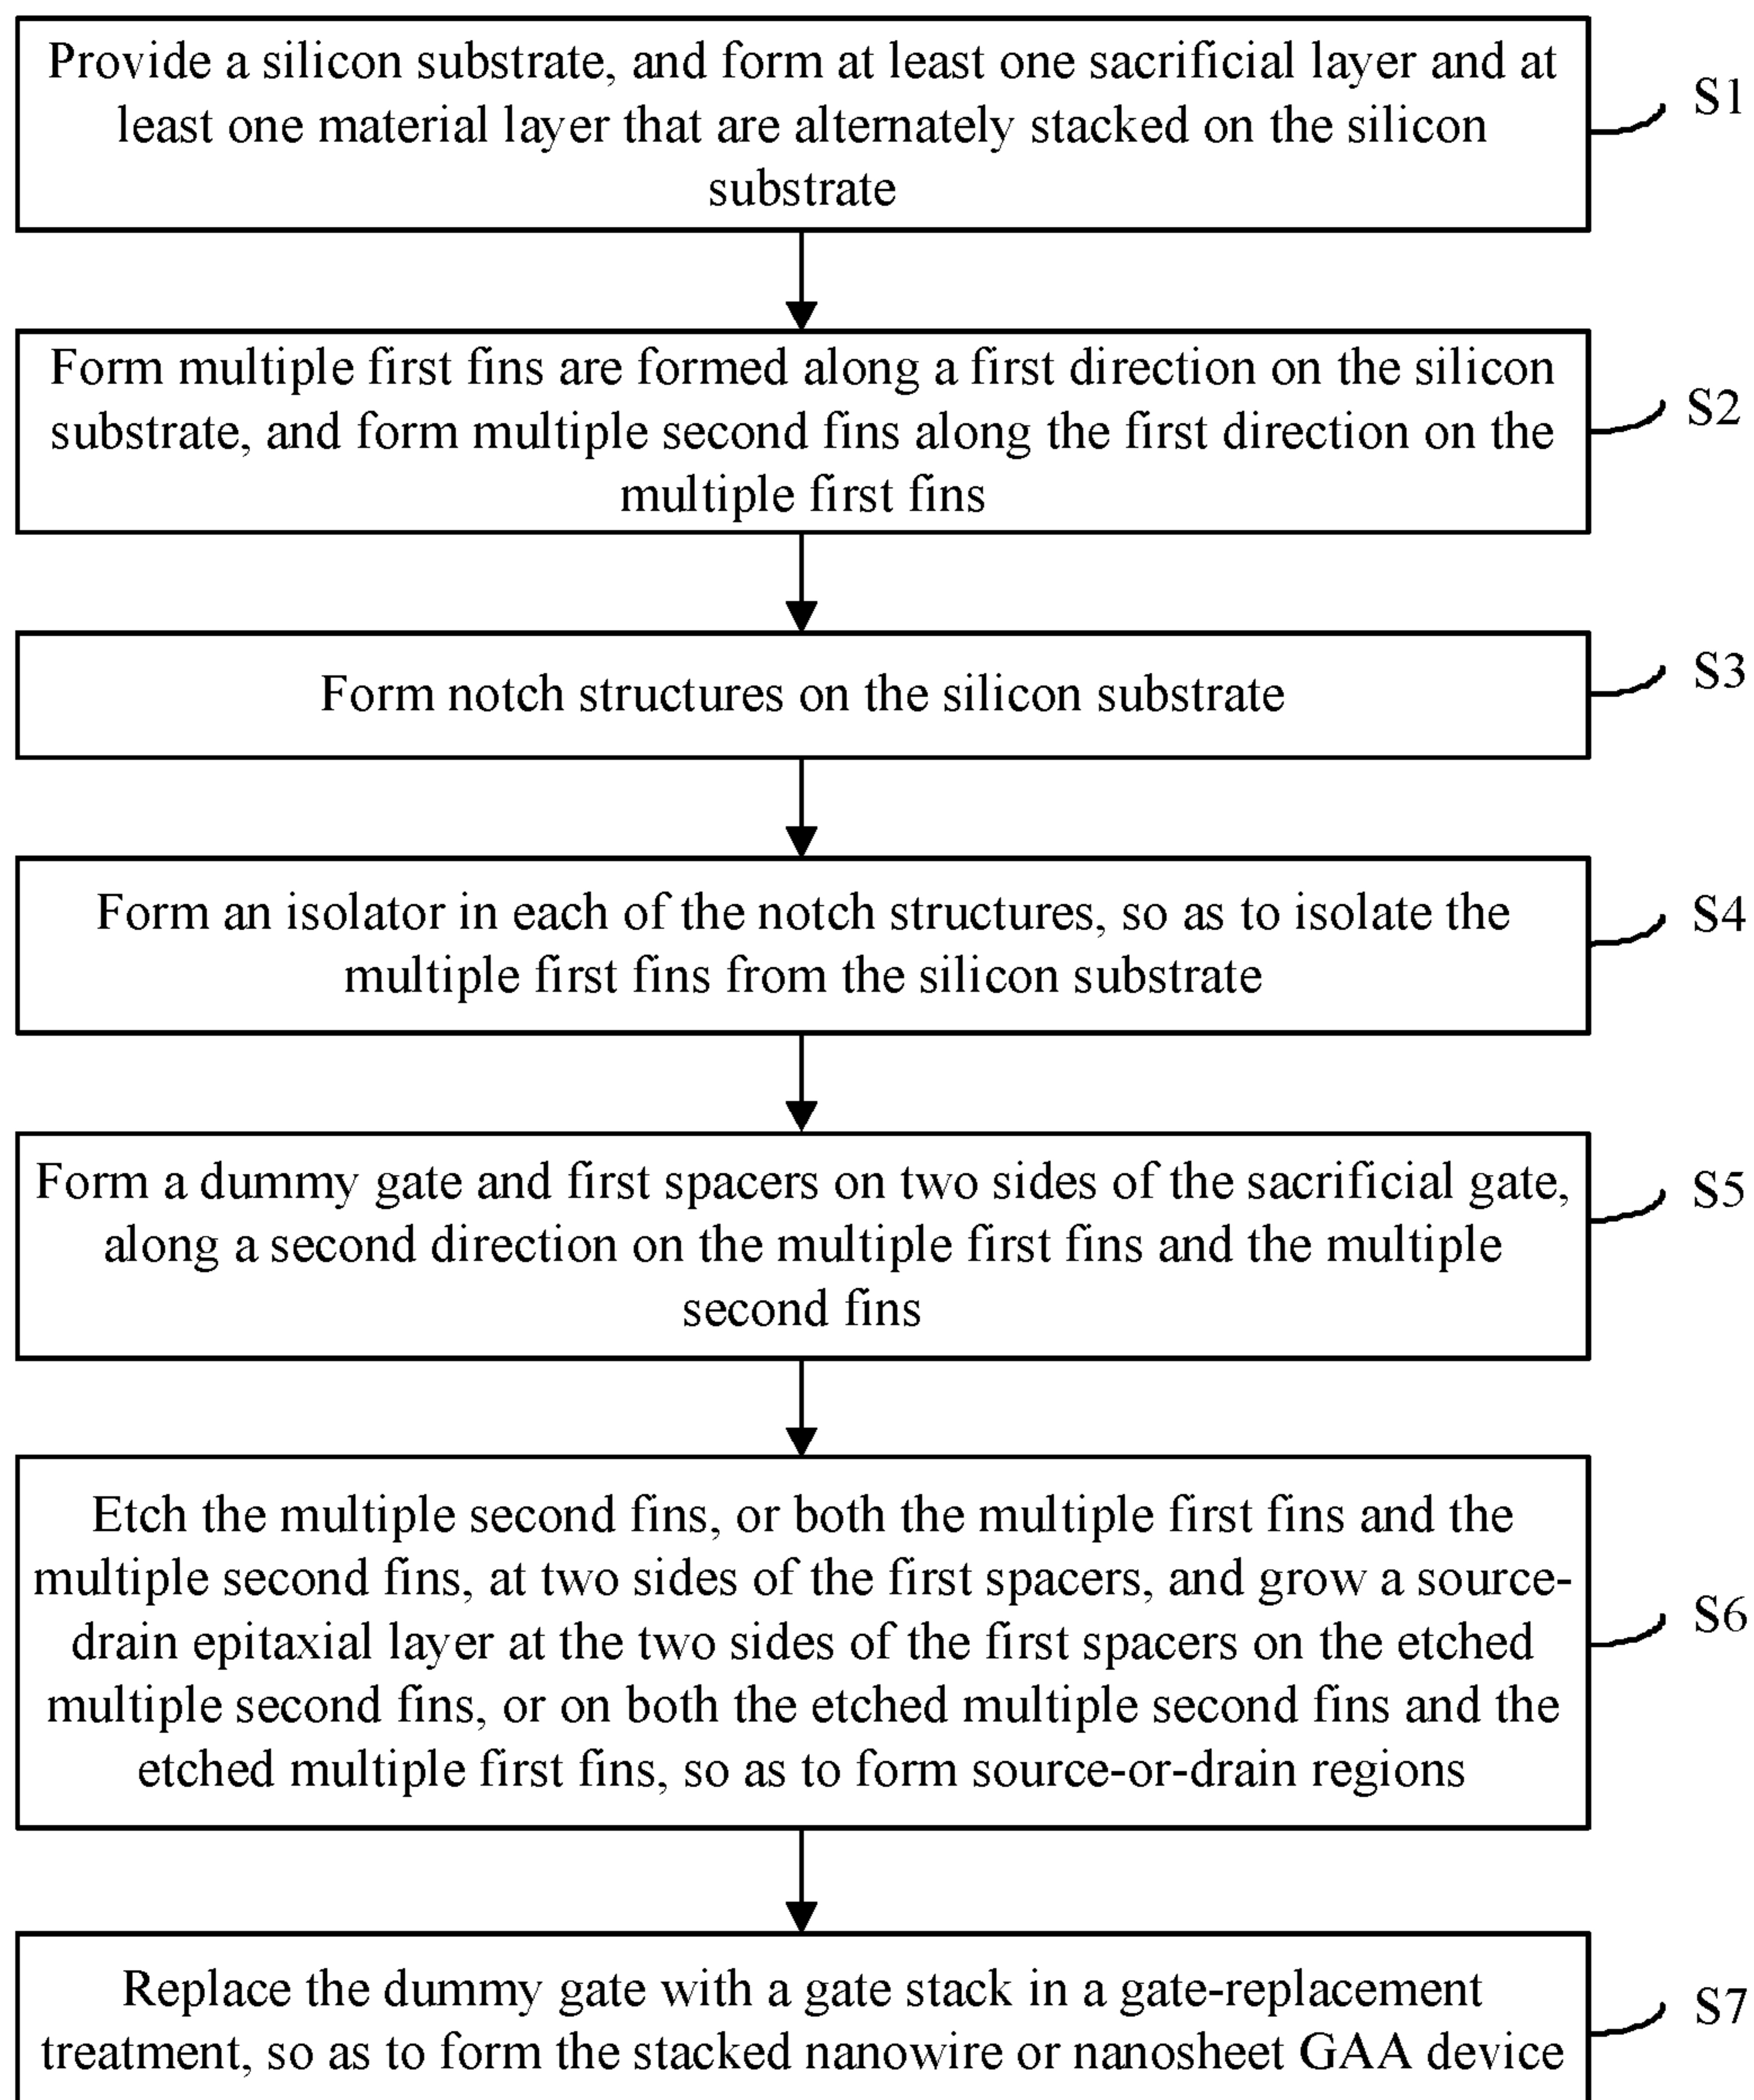 Provide a silicon substrate, and form at least one sacrificial layer and at
least one material layer that are alternately stacked on the silicon
substrate
S1
Form multiple first fins are formed along a first direction on the silicon
substrate, and form multiple second fins along the first direction on the
multiple first fins
S2
Form notch structures on the silicon substrate
S3
Form an isolator in each of the notch structures, so as to isolate the
multiple first fins from the silicon substrate
S4
Form a dummy gate and first spacers on two sides of the sacrificial gate,
along a second direction on the multiple first fins and the multiple
second fins
S5
Etch the multiple second fins, or both the multiple first fins and the
multiple second fins, at two sides of the first spacers, and grow a source-
drain epitaxial layer at the two sides of the first spacers on the etched
multiple second fins, or on both the etched multiple second fins and the
etched multiple first fins, so as to form source-or-drain regions
S6
Replace the dummy gate with a gate stack in a gate-replacement
treatment, so as to form the stacked nanowire or nanosheet GAA device
S7